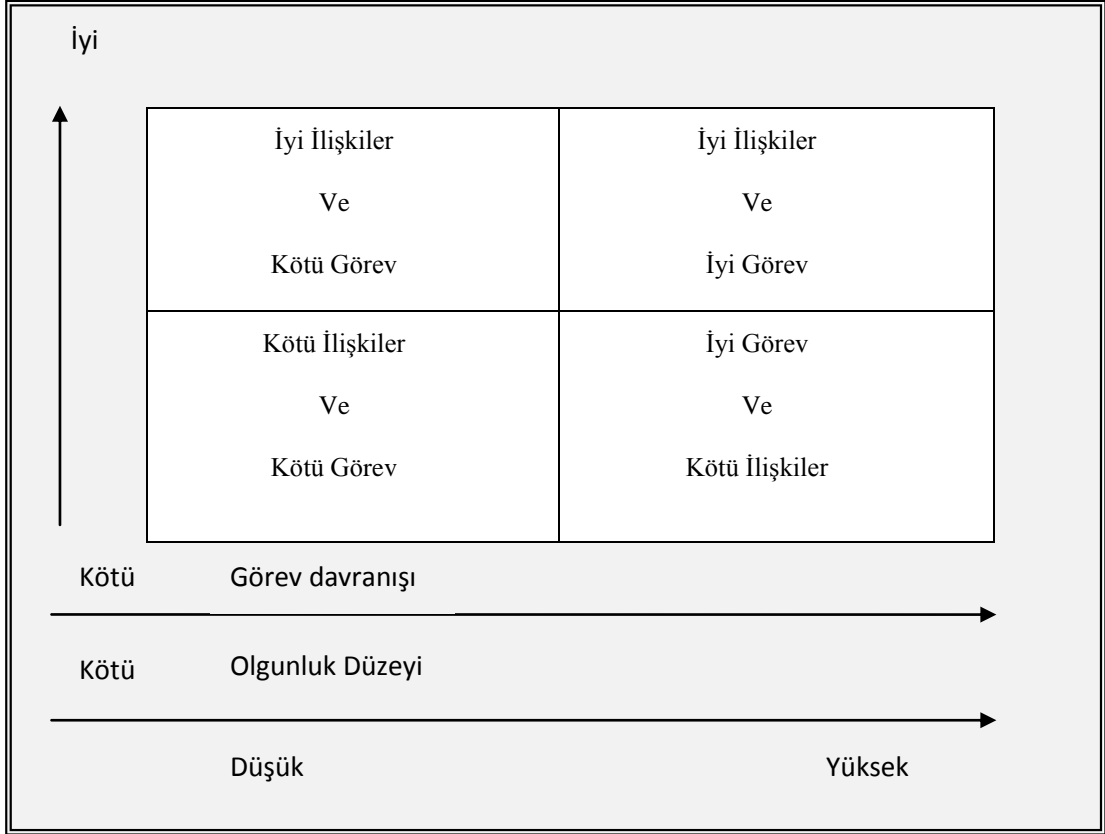 İyi
İyi İlişkiler
Ve
Kötü Görev
İyi İlişkiler
Ve
İyi Görev
Kötü İlişkiler
Ve
Kötü Görev
İyi Görev
Ve
Kötü İlişkiler
Kötü Görev davranışı
Kötü Olgunluk Düzeyi
Düşük Yüksek